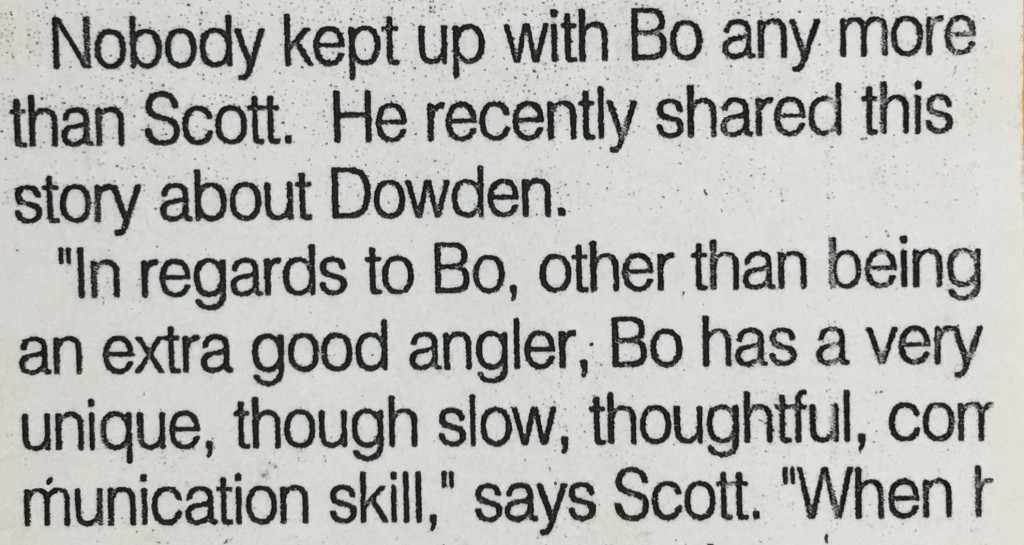 Nobody kept up with Bo any more
than Scott. He recently shared this
story about Dowden.
"In regards to Bo, other than being
an extra good angler, Bo has a very
unique, though slow, thoughtful, com
munication skill," says Scott. "When